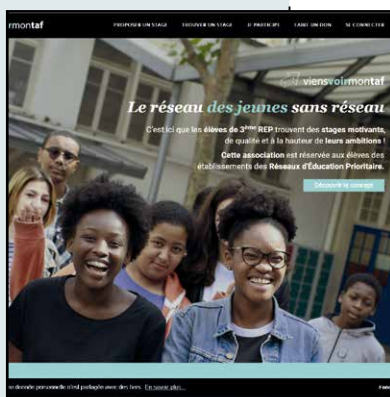 rmontaf PROPOSER UN STAGE TROUVER UN STAGE JE PARTICIPE FAIRE UN DON SE CONNECTER
viensvoirmontaf
Le réseau des jeunes sans réseau
C'est ici que les élèves de 3ème REP trouvent des stages motivants,
de qualité et à la hauteur de leurs ambitions !
Cette association est réservée aux élèves des
établissements des Réseaux d'Éducation Prioritaire.
Découvrir le concept
donnée personnelle n'est partagée avec des tiers. En savoir plus...